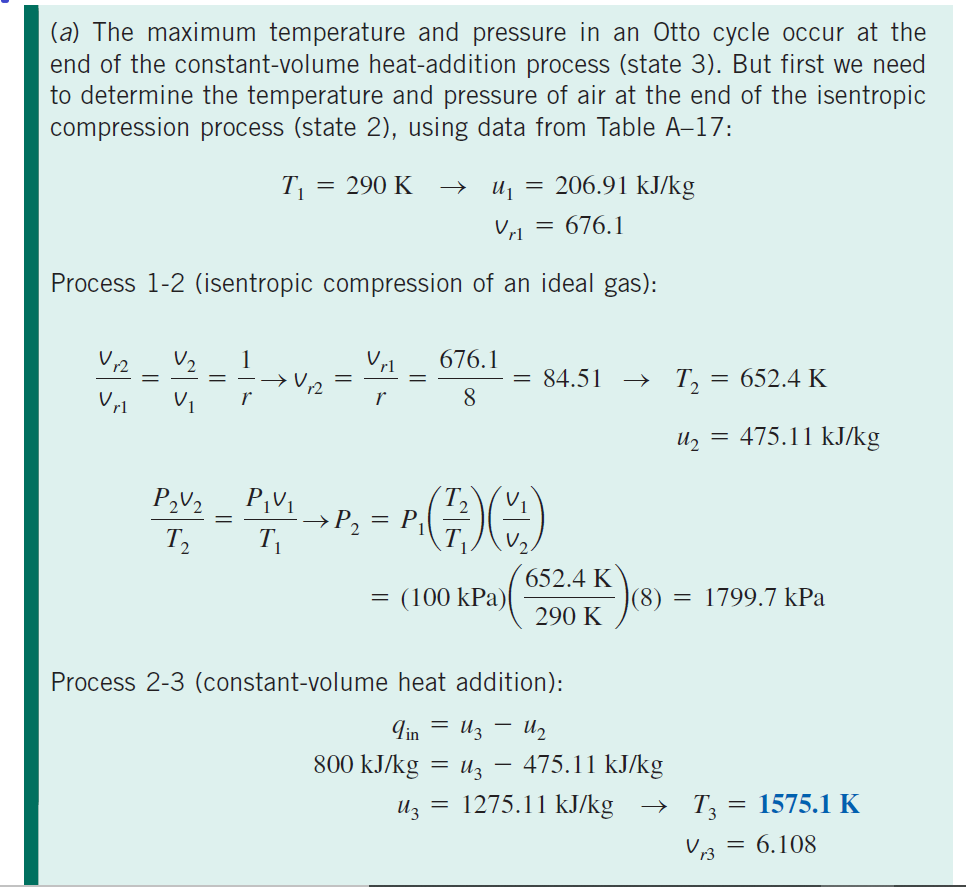 (a) The maximum temperature and pressure in an Otto cycle occur at the
end of the constant-volume heat-addition process (state 3). But first we need
to determine the temperature and pressure of air at the end of the isentropic
compression process (state 2), using data from Table A–17:
T₁ = 290 K → u₁ = 206.91 kJ/kg
v_r1 = 676.1
Process 1-2 (isentropic compression of an ideal gas):
v_r2/v_r1 = v₂/v₁ = 1/r → v_r2 = v_r1/r = 676.1/8 = 84.51 → T₂ = 652.4 K
u₂ = 475.11 kJ/kg
P₂v₂/T₂ = P₁v₁/T₁ → P₂ = P₁(T₂/T₁)(v₁/v₂)
= (100 kPa)(652.4 K/290 K)(8) = 1799.7 kPa
Process 2-3 (constant-volume heat addition):
q_in = u₃ − u₂
800 kJ/kg = u₃ − 475.11 kJ/kg
u₃ = 1275.11 kJ/kg → T₃ = 1575.1 K
v_r3 = 6.108